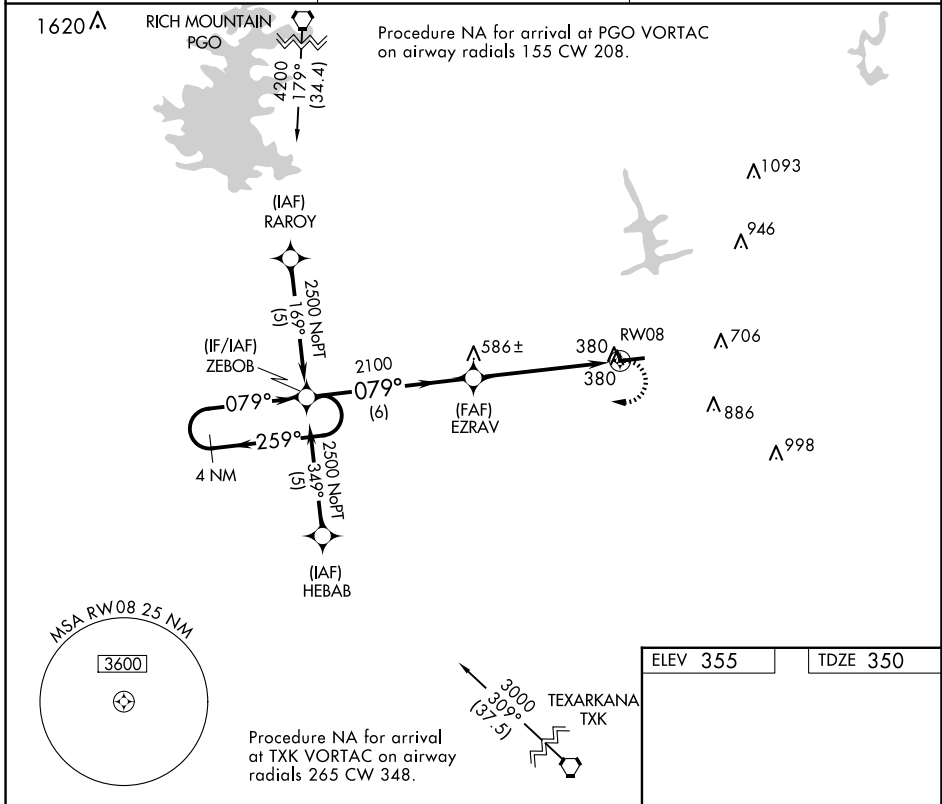 1620
RICH MOUNTAIN
PGO
Procedure NA for arrival at PGO VORTAC
on airway radials 155 CW 208.
4200
179°
(34.4)
1093
(IAF)
RAROY
946
2500 NoPT
169°
(5)
RW08
706
(IF/IAF)
ZEBOB
586±
380
2100
380
079°
079°
(6)
(FAF)
EZRAV
886
259°
4 NM
998
2500 NoPT
349°
(5)
(IAF)
HEBAB
MSA RW08 25 NM
3600
ELEV 355
TDZE 350
3000
309°
(37.5)
TEXARKANA
TXK
Procedure NA for arrival
at TXK VORTAC on airway
radials 265 CW 348.